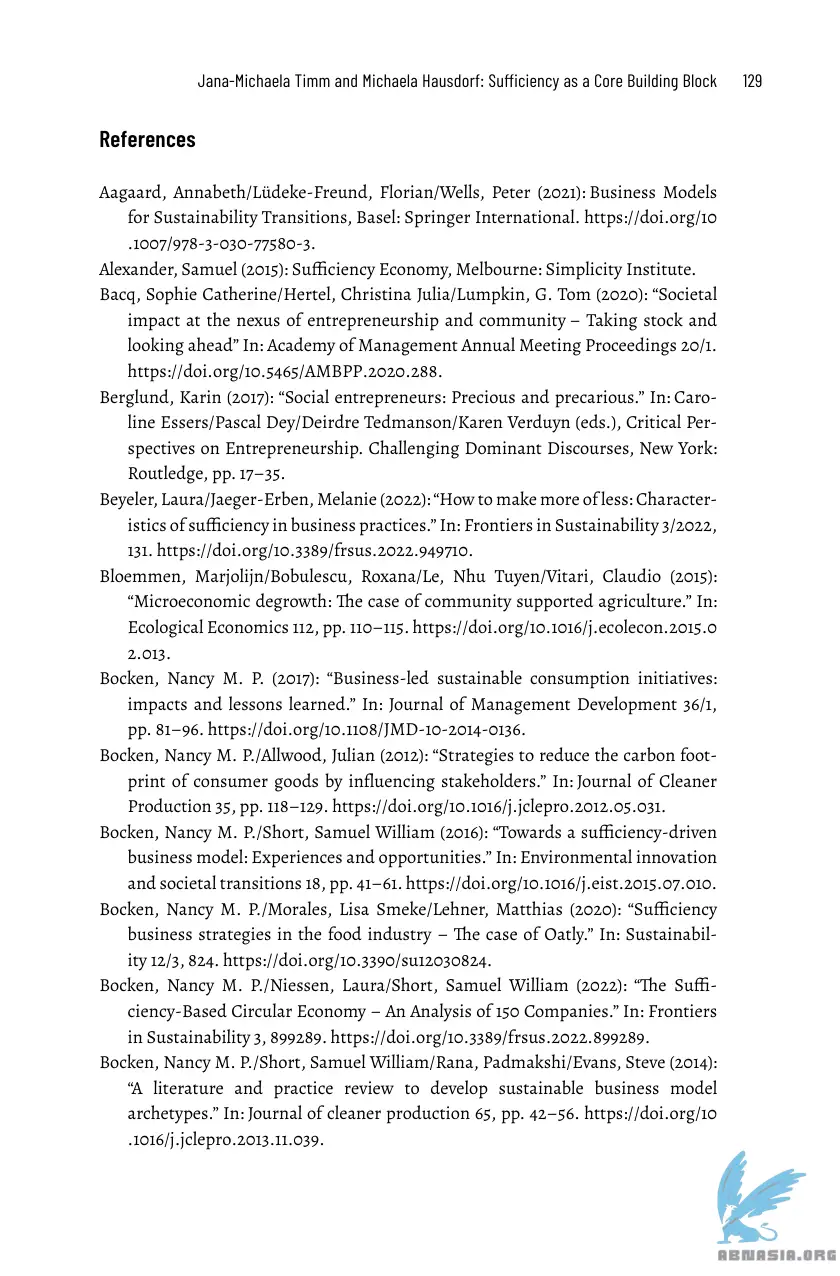 Jana-Michaela Timm and Michaela Hausdorf: Sufficiency as a Core Building Block 129
References
Aagaard, Annabeth/Lüdeke-Freund, Florian/Wells, Peter (2021): Business Models
for Sustainability Transitions, Basel: Springer International. https://doi.org/10
.1007/978-3-030-77580-3.
Alexander, Samuel (2015): Sufficiency Economy, Melbourne: Simplicity Institute.
Bacq, Sophie Catherine/Hertel, Christina Julia/Lumpkin, G. Tom (2020): “Societal
impact at the nexus of entrepreneurship and community – Taking stock and
looking ahead” In: Academy of Management Annual Meeting Proceedings 20/1.
https://doi.org/10.5465/AMBPP.2020.288.
Berglund, Karin (2017): “Social entrepreneurs: Precious and precarious.” In: Caro-
line Essers/Pascal Dey/Deirdre Tedmanson/Karen Verduyn (eds.), Critical Per-
spectives on Entrepreneurship. Challenging Dominant Discourses, New York:
Routledge, pp. 17–35.
Beyeler, Laura/Jaeger-Erben, Melanie (2022): “How to make more of less: Character-
istics of sufficiency in business practices.” In: Frontiers in Sustainability 3/2022,
131. https://doi.org/10.3389/frsus.2022.949710.
Bloemmen, Marjolijn/Bobulescu, Roxana/Le, Nhu Tuyen/Vitari, Claudio (2015):
“Microeconomic degrowth: The case of community supported agriculture.” In:
Ecological Economics 112, pp. 110–115. https://doi.org/10.1016/j.ecolecon.2015.0
2.013.
Bocken, Nancy M. P. (2017): “Business-led sustainable consumption initiatives:
impacts and lessons learned.” In: Journal of Management Development 36/1,
pp. 81–96. https://doi.org/10.1108/JMD-10-2014-0136.
Bocken, Nancy M. P./Allwood, Julian (2012): “Strategies to reduce the carbon foot-
print of consumer goods by influencing stakeholders.” In: Journal of Cleaner
Production 35, pp. 118–129. https://doi.org/10.1016/j.jclepro.2012.05.031.
Bocken, Nancy M. P./Short, Samuel William (2016): “Towards a sufficiency-driven
business model: Experiences and opportunities.” In: Environmental innovation
and societal transitions 18, pp. 41–61. https://doi.org/10.1016/j.eist.2015.07.010.
Bocken, Nancy M. P./Morales, Lisa Smeke/Lehner, Matthias (2020): “Sufficiency
business strategies in the food industry – The case of Oatly.” In: Sustainabil-
ity 12/3, 824. https://doi.org/10.3390/su12030824.
Bocken, Nancy M. P./Niessen, Laura/Short, Samuel William (2022): “The Suffi-
ciency-Based Circular Economy – An Analysis of 150 Companies.” In: Frontiers
in Sustainability 3, 899289. https://doi.org/10.3389/frsus.2022.899289.
Bocken, Nancy M. P./Short, Samuel William/Rana, Padmakshi/Evans, Steve (2014):
“A literature and practice review to develop sustainable business model
archetypes.” In: Journal of cleaner production 65, pp. 42–56. https://doi.org/10
.1016/j.jclepro.2013.11.039.
ABNASIA.ORG